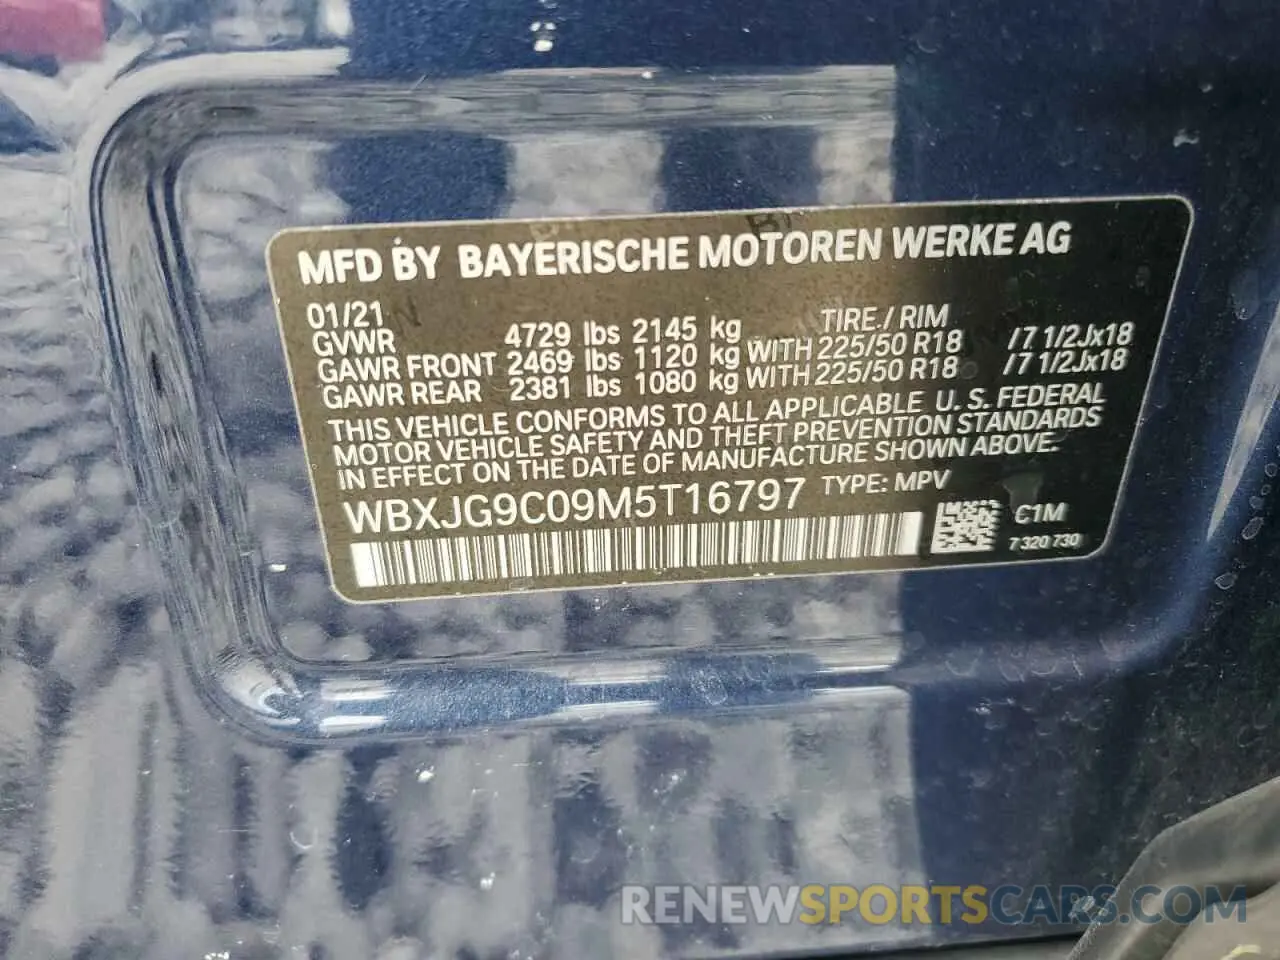 MFD BY BAYERISCHE MOTOREN WERKE AG
01/21 TIRE / RIM
GVWR 4729 lbs 2145 kg
GAWR FRONT 2469 lbs 1120 kg WITH 225/50 R18 /7 1/2Jx18
GAWR REAR 2381 lbs 1080 kg WITH 225/50 R18 /7 1/2Jx18
THIS VEHICLE CONFORMS TO ALL APPLICABLE U.S. FEDERAL
MOTOR VEHICLE SAFETY AND THEFT PREVENTION STANDARDS
IN EFFECT ON THE DATE OF MANUFACTURE SHOWN ABOVE.
WBXJG9C09M5T16797 TYPE: MPV
C1M
7 320 730
RENEWSPORTSCARS.COM